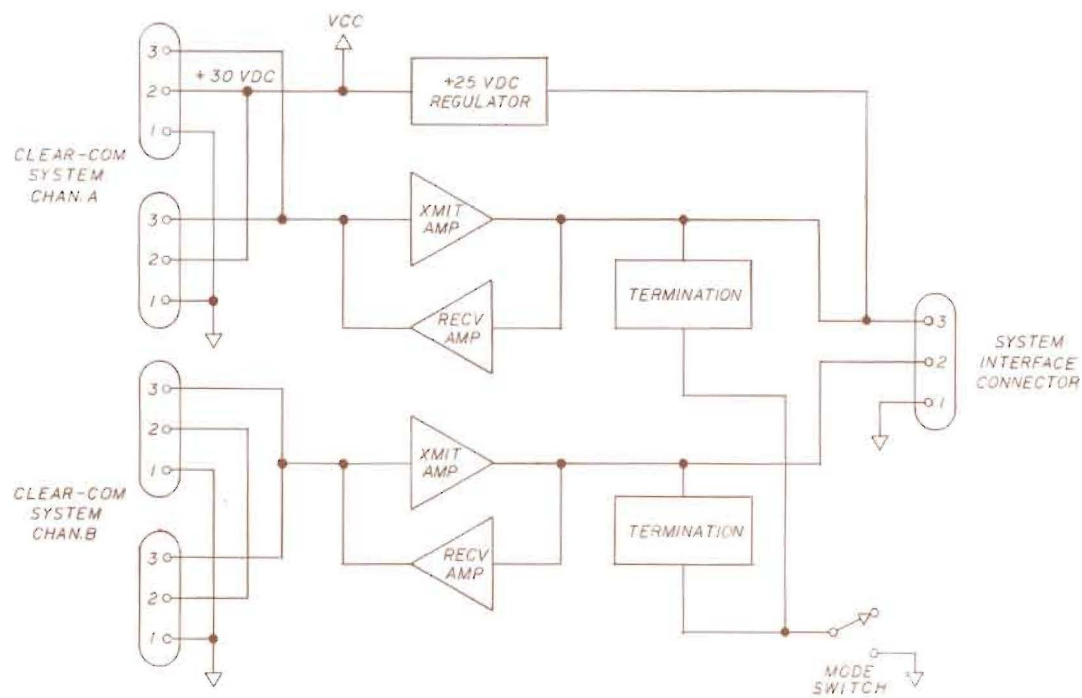 VCC
3
+30 VDC
2
1
+25 VDC
REGULATOR
CLEAR-COM
SYSTEM
CHAN. A
3
2
1
XMIT
AMP
RECV
AMP
TERMINATION
3
2
1
SYSTEM
INTERFACE
CONNECTOR
3
2
1
CLEAR-COM
SYSTEM
CHAN. B
3
2
1
XMIT
AMP
RECV
AMP
TERMINATION
MODE
SWITCH